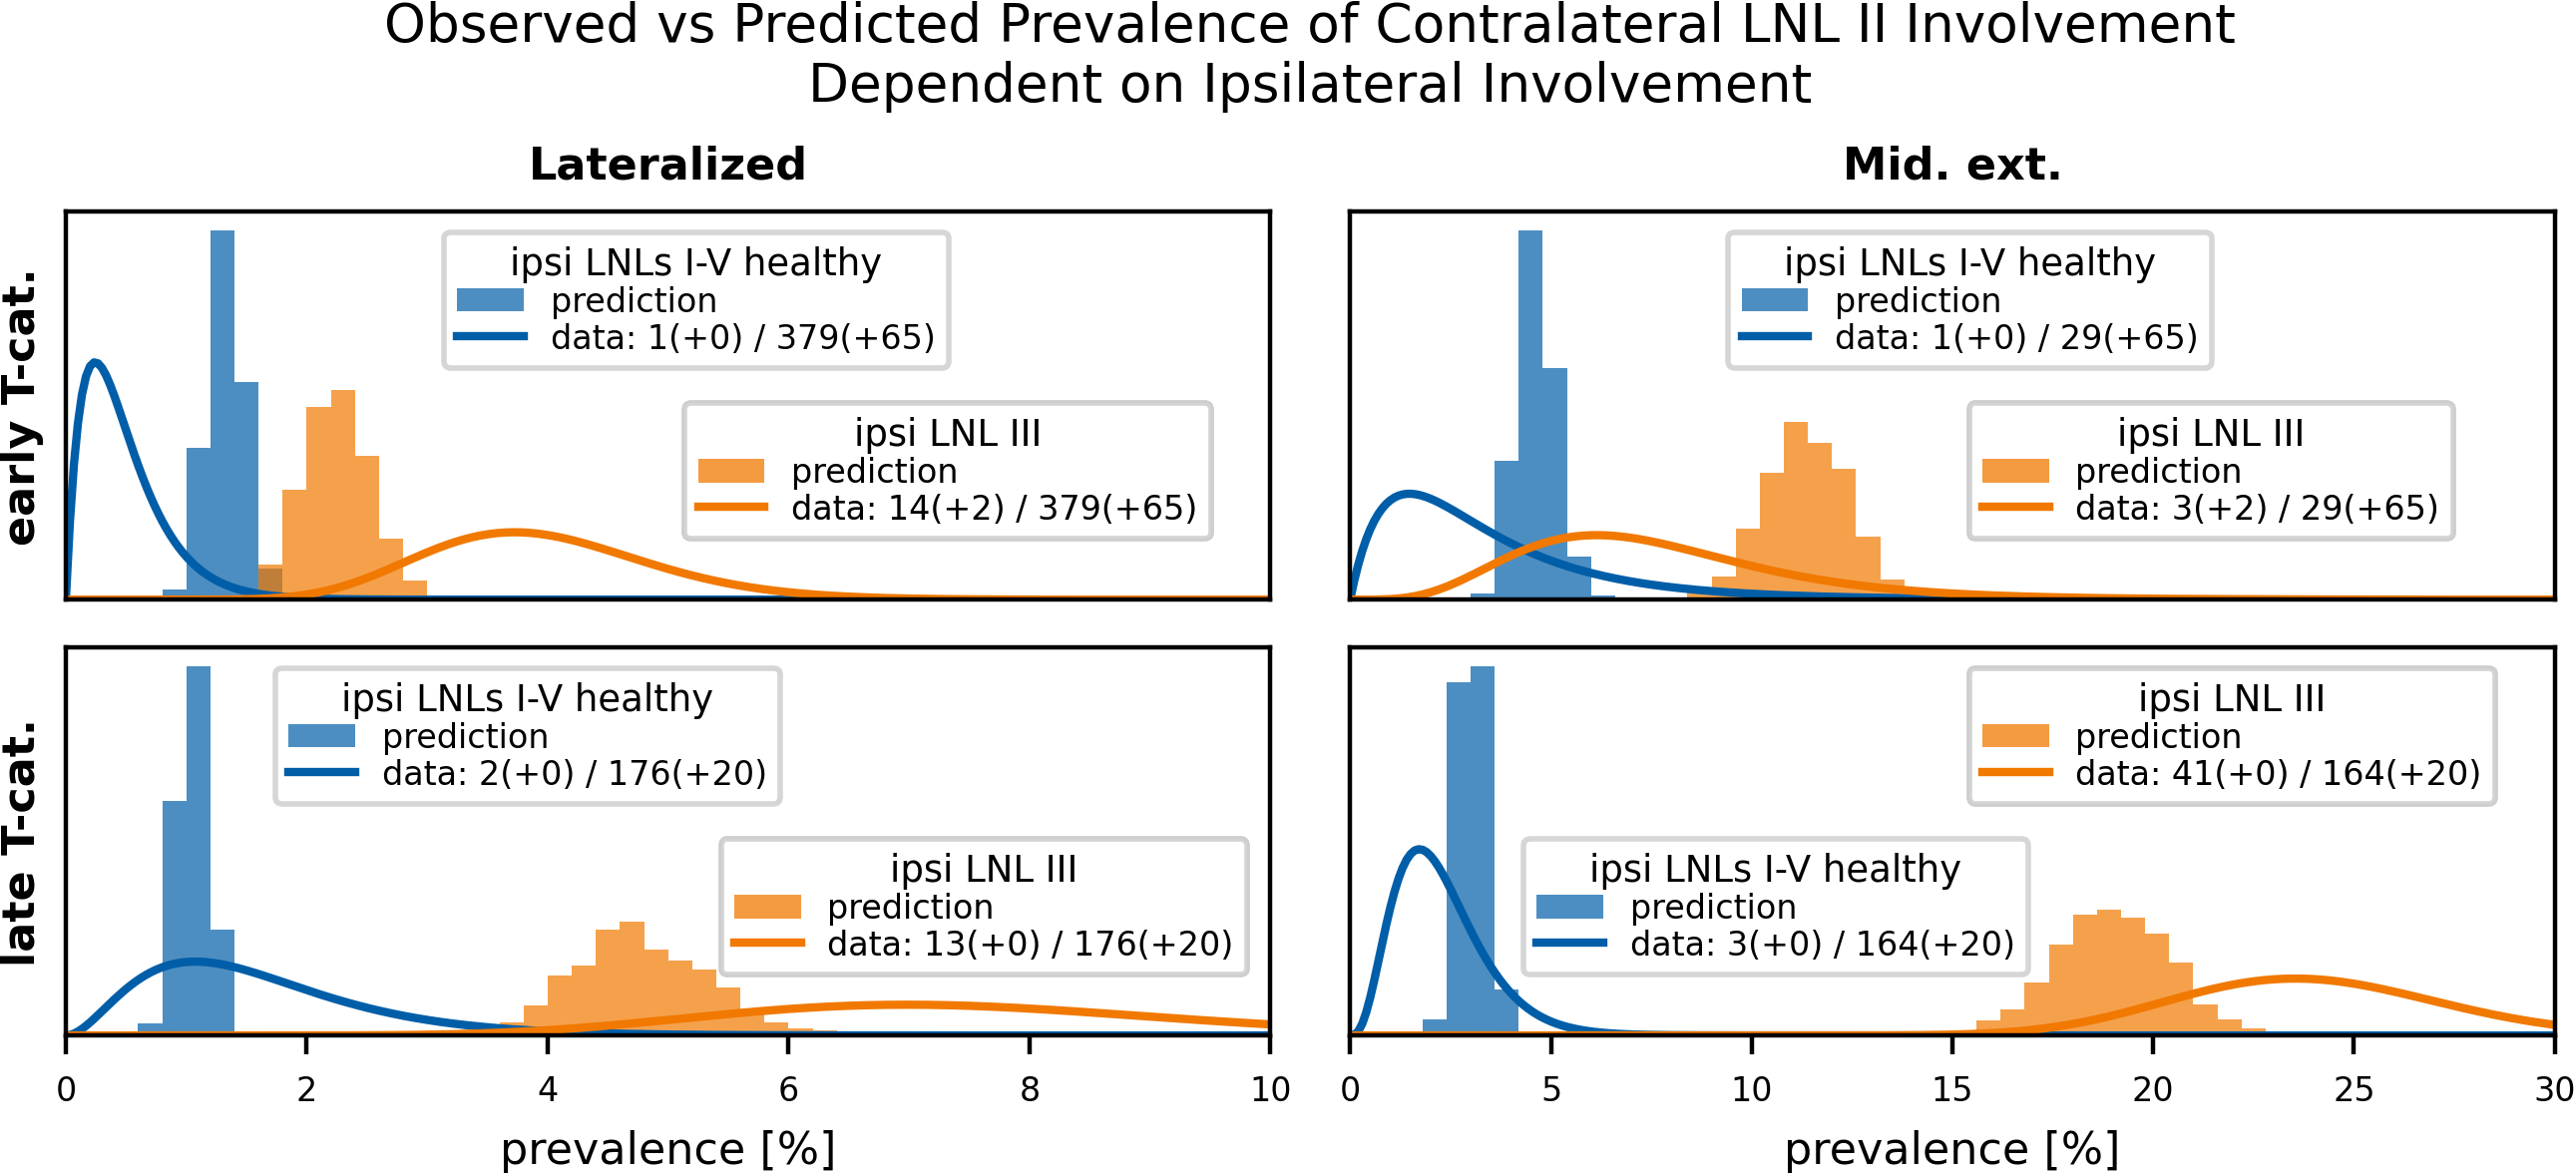 Observed vs Predicted Prevalence of Contralateral LNL II Involvement
Dependent on Ipsilateral Involvement
Lateralized
Mid. ext.
early T-cat.
ipsi LNLs I-V healthy
prediction
data: 1(+0) / 379(+65)
ipsi LNL III
prediction
data: 14(+2) / 379(+65)
ipsi LNLs I-V healthy
prediction
data: 1(+0) / 29(+65)
ipsi LNL III
prediction
data: 3(+2) / 29(+65)
late T-cat.
ipsi LNLs I-V healthy
prediction
data: 2(+0) / 176(+20)
ipsi LNL III
prediction
data: 13(+0) / 176(+20)
ipsi LNL III
prediction
data: 41(+0) / 164(+20)
ipsi LNLs I-V healthy
prediction
data: 3(+0) / 164(+20)
0 2 4 6 8 10
0 5 10 15 20 25 30
prevalence [%]
prevalence [%]